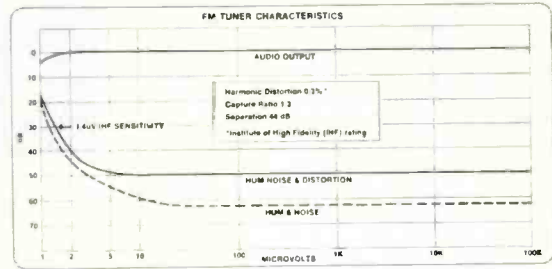 FM TUNER CHARACTERISTICS
0
AUDIO OUTPUT
10
20
Harmonic Distortion 0.3% *
Capture Ratio 1.3
Separation 44 dB
*Institute of High Fidelity (IHF) rating
30
1.4uV IHF SENSITIVITY
dB
40
50
HUM NOISE & DISTORTION
60
HUM & NOISE
70
1 2 5 10 100 1K 10K 100K
MICROVOLTS